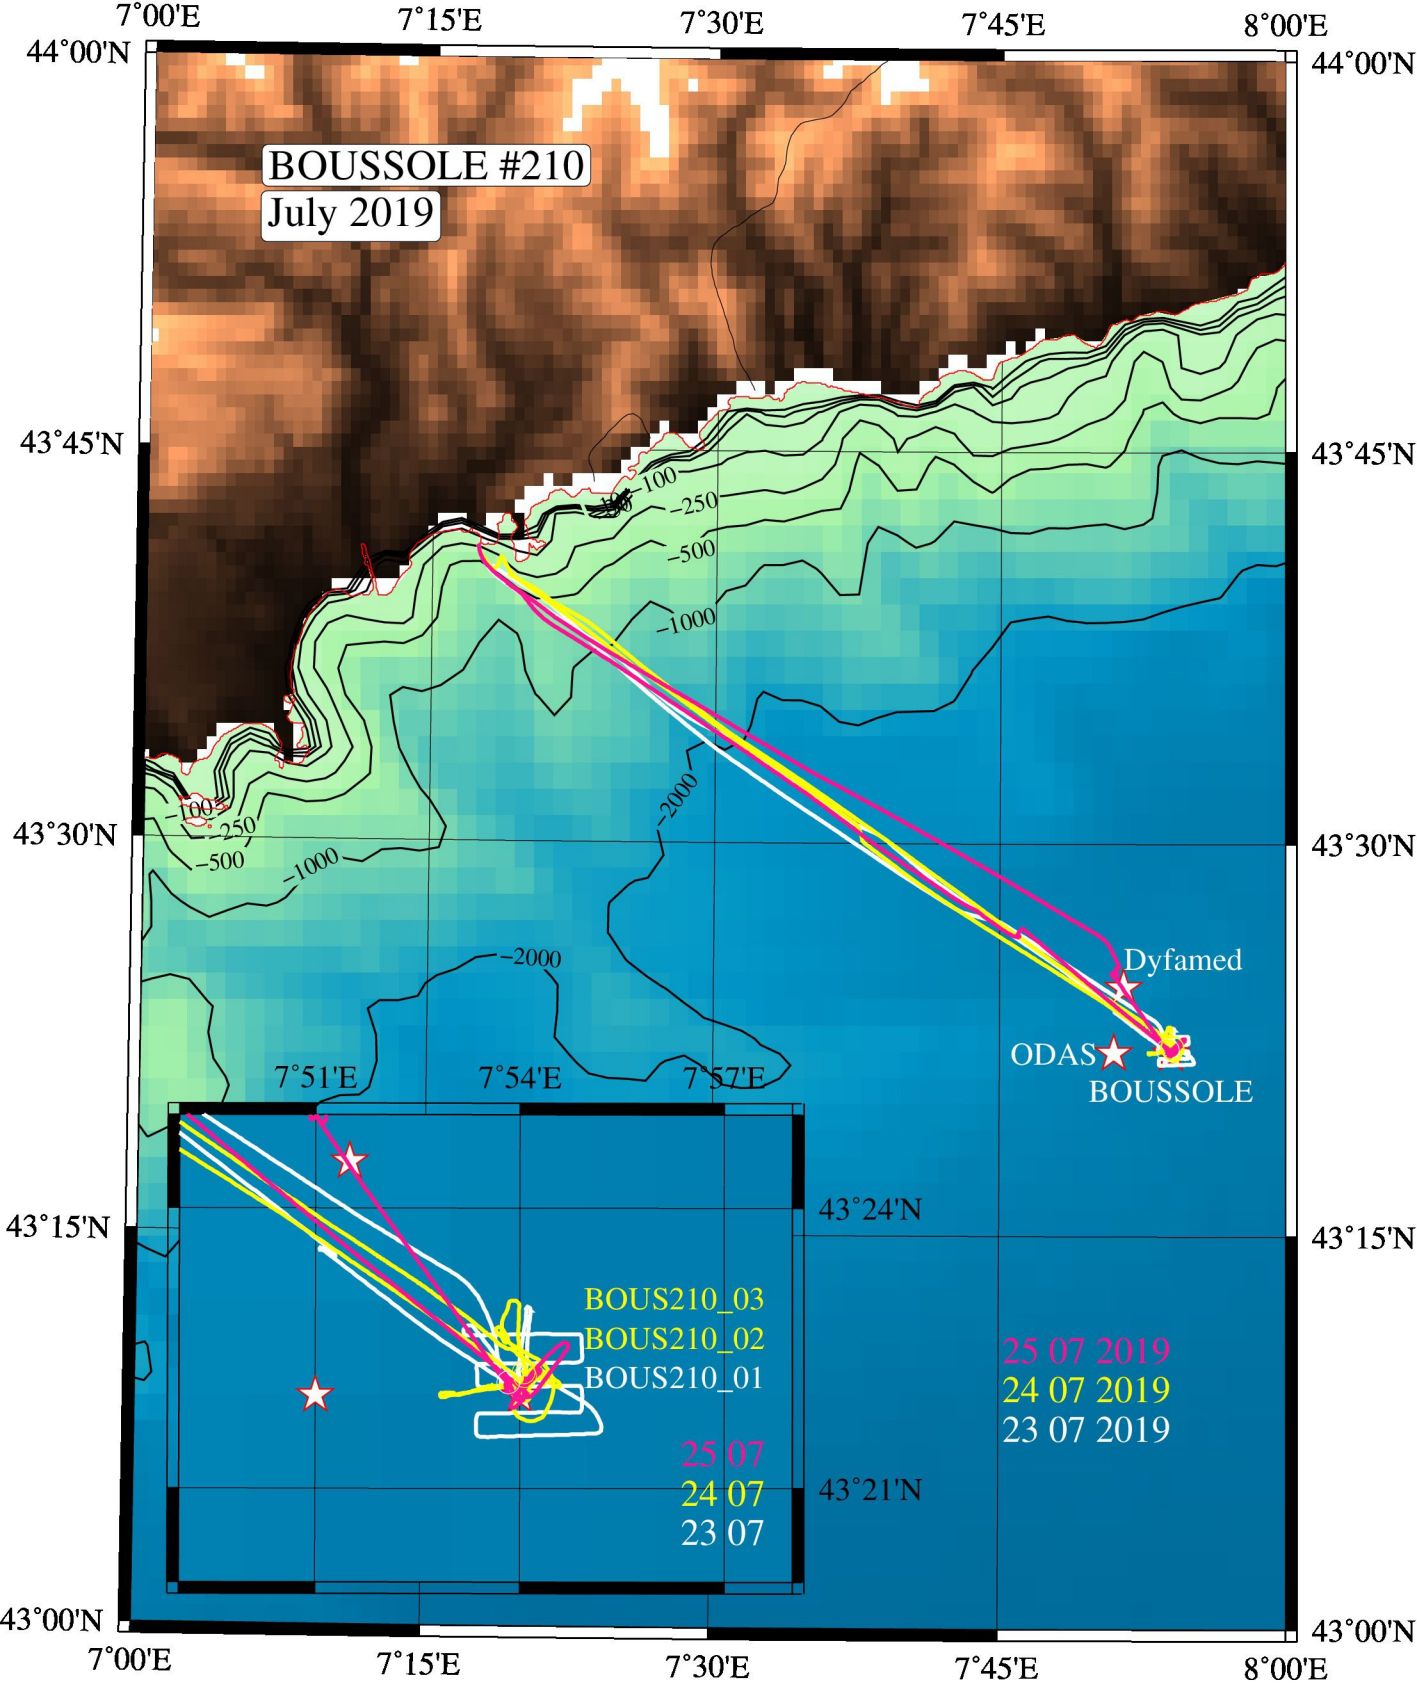 7°00'E 7°15'E 7°30'E 7°45'E 8°00'E
44°00'N 44°00'N
BOUSSOLE #210
July 2019
43°45'N 43°45'N
−100
−100
−250
−500
−1000
−2000
43°30'N 43°30'N
−100
−250
−500
−1000
−2000
Dyfamed
ODAS
BOUSSOLE
7°51'E 7°54'E 7°57'E
43°24'N
43°15'N 43°15'N
BOUS210_03
BOUS210_02
BOUS210_01
25 07 2019
24 07 2019
23 07 2019
25 07
24 07
23 07
43°21'N
43°00'N 43°00'N
7°00'E 7°15'E 7°30'E 7°45'E 8°00'E